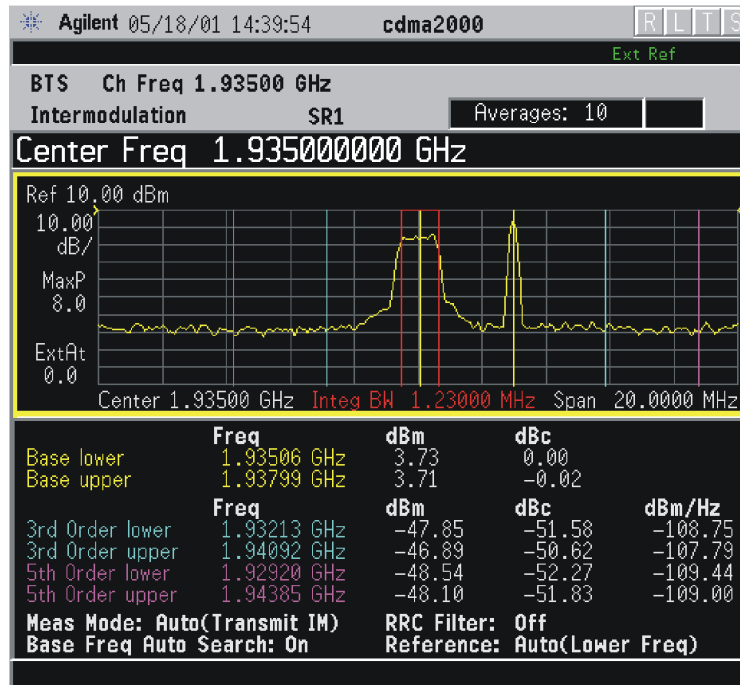 Agilent 05/18/01 14:39:54 cdma2000 R L T S
Ext Ref
BTS Ch Freq 1.93500 GHz
Intermodulation SR1 Averages: 10
Center Freq 1.935000000 GHz
Ref 10.00 dBm
10.00
dB/
MaxP
8.0
ExtAt
0.0
Center 1.93500 GHz Integ BW 1.23000 MHz Span 20.0000 MHz
Freq dBm dBc
Base lower 1.93506 GHz 3.73 0.00
Base upper 1.93799 GHz 3.71 -0.02
Freq dBm dBc dBm/Hz
3rd Order lower 1.93213 GHz -47.85 -51.58 -108.75
3rd Order upper 1.94092 GHz -46.89 -50.62 -107.79
5th Order lower 1.92920 GHz -48.54 -52.27 -109.44
5th Order upper 1.94385 GHz -48.10 -51.83 -109.00
Meas Mode: Auto(Transmit IM) RRC Filter: Off
Base Freq Auto Search: On Reference: Auto(Lower Freq)